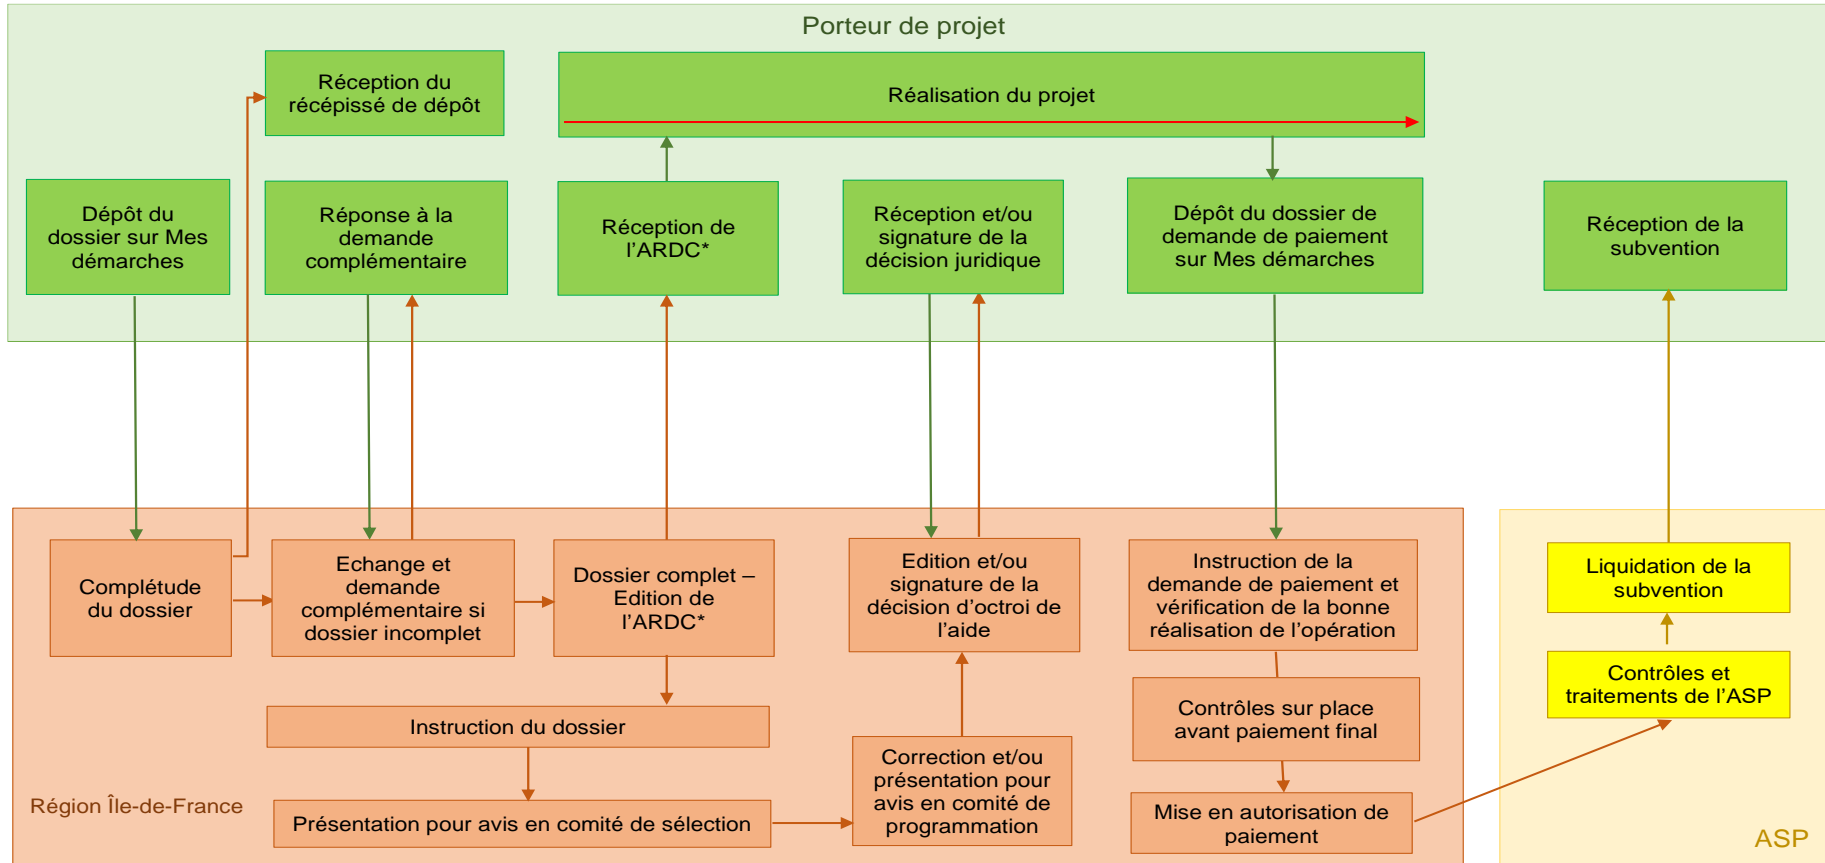 Porteur de projet
Réception du
récépissé de dépôt
Réalisation du projet
Dépôt du
dossier sur Mes
démarches
Réponse à la
demande
complémentaire
Réception de
l’ARDC*
Réception et/ou
signature de la
décision juridique
Dépôt du dossier de
demande de paiement
sur Mes démarches
Réception de la
subvention
Complétude
du dossier
Echange et
demande
complémentaire si
dossier incomplet
Dossier complet –
Edition de
l’ARDC*
Edition et/ou
signature de la
décision d’octroi de
l’aide
Instruction de la
demande de paiement et
vérification de la bonne
réalisation de l’opération
Liquidation de la
subvention
Instruction du dossier
Contrôles sur place
avant paiement final
Contrôles et
traitements de l’ASP
Région Île-de-France
Présentation pour avis en comité de sélection
Correction et/ou
présentation pour
avis en comité de
programmation
Mise en autorisation de
paiement
ASP